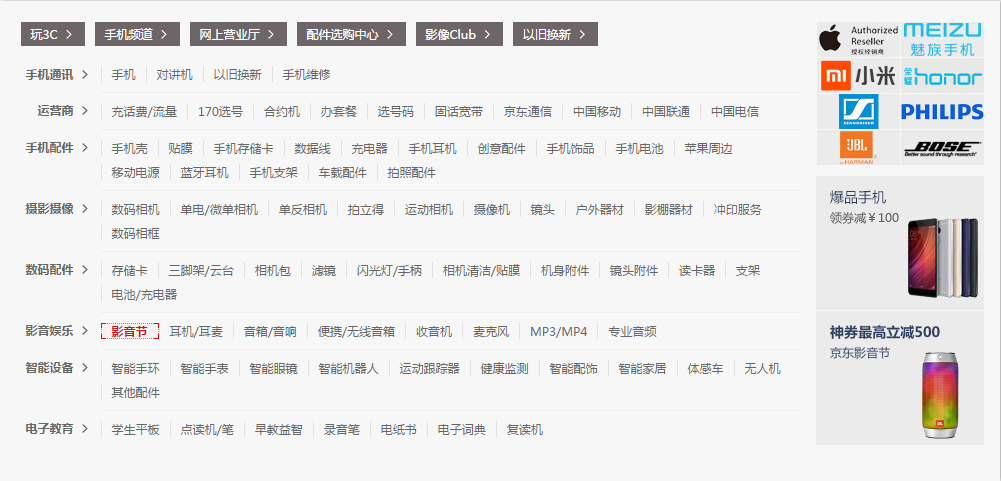 玩3C > 手机频道 > 网上营业厅 > 配件选购中心 > 影像Club > 以旧换新 >
手机通讯 > 手机 对讲机 以旧换新 手机维修
运营商 > 充话费/流量 170选号 合约机 办套餐 选号码 固话宽带 京东通信 中国移动 中国联通 中国电信
手机配件 > 手机壳 贴膜 手机存储卡 数据线 充电器 手机耳机 创意配件 手机饰品 手机电池 苹果周边
移动电源 蓝牙耳机 手机支架 车载配件 拍照配件
摄影摄像 > 数码相机 单电/微单相机 单反相机 拍立得 运动相机 摄像机 镜头 户外器材 影棚器材 冲印服务
数码相框
数码配件 > 存储卡 三脚架/云台 相机包 滤镜 闪光灯/手柄 相机清洁/贴膜 机身附件 镜头附件 读卡器 支架
电池/充电器
影音娱乐 > 影音节 耳机/耳麦 音箱/音响 便携/无线音箱 收音机 麦克风 MP3/MP4 专业音频
智能设备 > 智能手环 智能手表 智能眼镜 智能机器人 运动跟踪器 健康监测 智能配饰 智能家居 体感车 无人机
其他配件
电子教育 > 学生平板 点读机/笔 早教益智 录音笔 电纸书 电子词典 复读机
Authorized
Reseller
授权经销商
MEIZU
魅族手机
mi 小米
荣耀 honor
SENNHEISER
PHILIPS
JBL
by HARMAN
BOSE
Better sound through research
爆品手机
领券减￥100
神券最高立减500
京东影音节